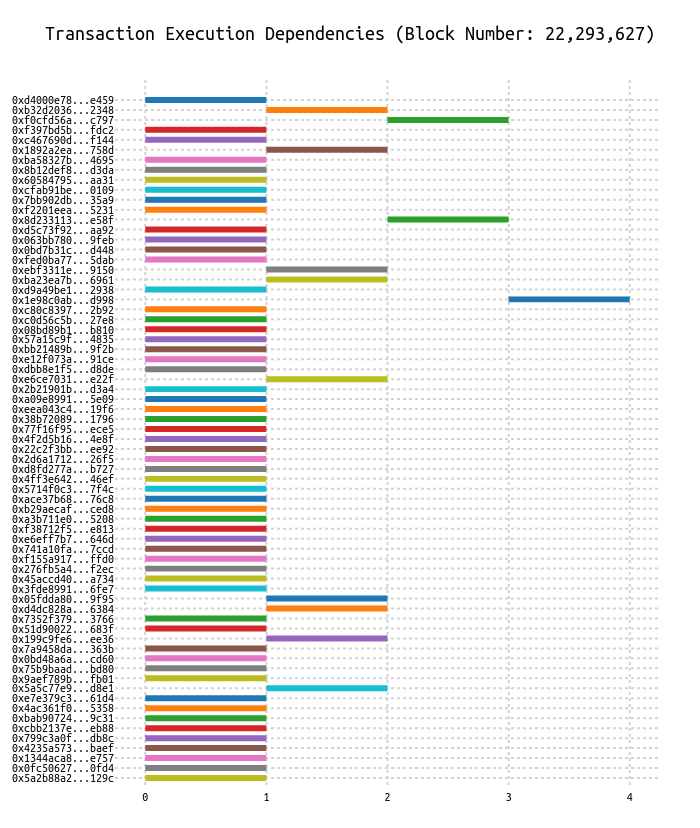 Transaction Execution Dependencies (Block Number: 22,293,627)
0xd4000e78...e459
0xb32d2036...2348
0xf0cfd56a...c797
0xf397bd5b...fdc2
0xc467690d...f144
0x1892a2ea...758d
0xba58327b...4695
0x8b12def8...d3da
0x60584795...aa31
0xcfab91be...0109
0x7bb902db...35a9
0xf2201eea...5231
0x8d233113...e58f
0xd5c73f92...aa92
0x063bb780...9feb
0x0bd7b31c...d448
0xfed0ba77...5dab
0xebf3311e...9150
0xba23ea7b...6961
0xd9a49be1...2938
0x1e98c0ab...d998
0xc80c8397...2b92
0xc0d56c5b...27e8
0x08bd89b1...b810
0x57a15c9f...4835
0xbb21489b...9f2b
0xe12f073a...91ce
0xdbb8e1f5...d8de
0xe6ce7031...e22f
0x2b21901b...d3a4
0xa09e8991...5e09
0xeea043c4...19f6
0x38b72089...1796
0x77f16f95...ece5
0x4f2d5b16...4e8f
0x22c2f3bb...ee92
0x2d6a1712...26f5
0xd8fd277a...b727
0x4ff3e642...46ef
0x5714f0c3...7f4c
0xace37b68...76c8
0xb29aecaf...ced8
0xa3b711e0...5208
0xf38712f5...e813
0xe6eff7b7...646d
0x741a10fa...7ccd
0xf155a917...ffd0
0x276fb5a4...f2ec
0x45accd40...a734
0x3fde8991...6fe7
0x05fdda80...9f95
0xd4dc828a...6384
0x7352f379...3766
0x51d90022...683f
0x199c9fe6...ee36
0x7a9458da...363b
0x0bd48a6a...cd60
0x75b9baad...bd80
0x9aef789b...fb01
0x5a5c77e9...d8e1
0xe7e379c3...61d4
0x4ac361f0...5358
0xbab90724...9c31
0xcbb2137e...eb88
0x799c3a0f...db8c
0x4235a573...baef
0x1344aca8...e757
0x0fc50627...0fd4
0x5a2b88a2...129c
0 1 2 3 4